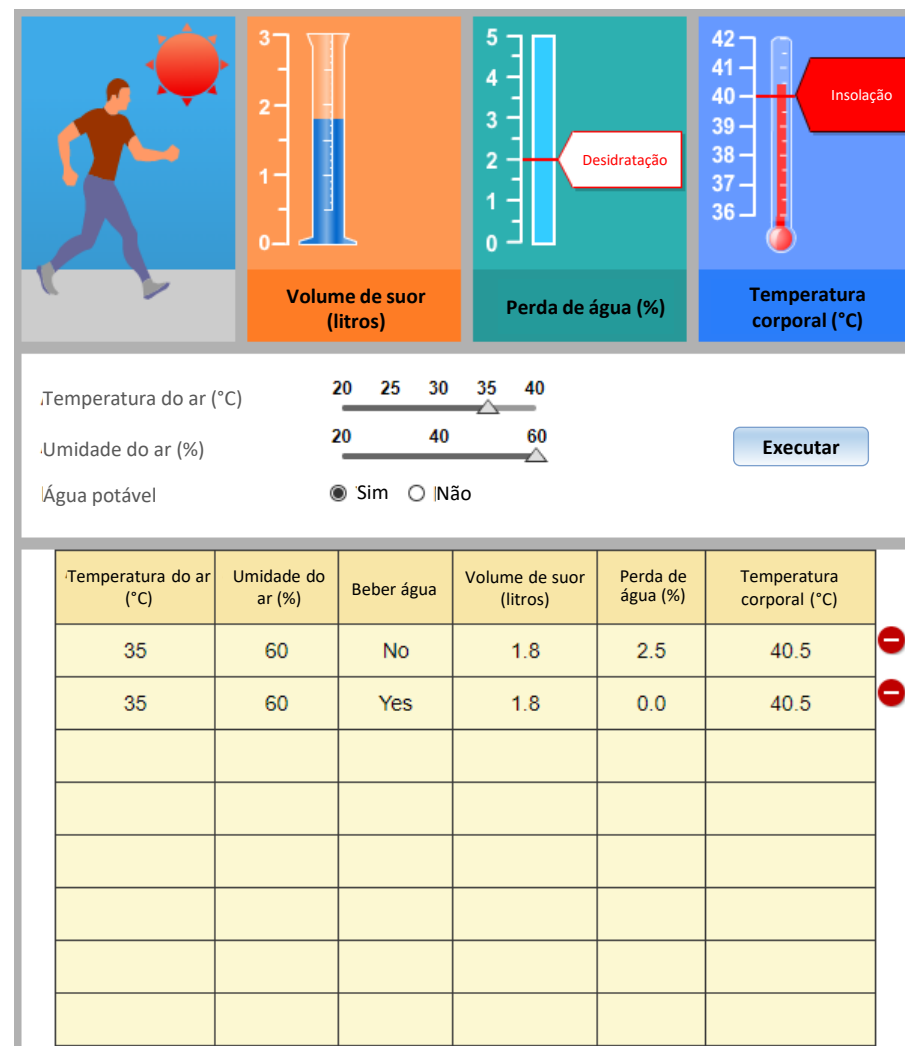 3
2
1
0
Volume de suor
(litros)
5
4
3
2
1
0
Desidratação
Perda de água (%)
42
41
40
39
38
37
36
Insolação
Temperatura
corporal (°C)
Temperatura do ar (°C)
20 25 30 35 40
Umidade do ar (%)
20 40 60
Executar
Água potável
Sim Não
Temperatura do ar
(°C)
Umidade do
ar (%)
Beber água
Volume de suor
(litros)
Perda de
água (%)
Temperatura
corporal (°C)
35 60 No 1.8 2.5 40.5
35 60 Yes 1.8 0.0 40.5